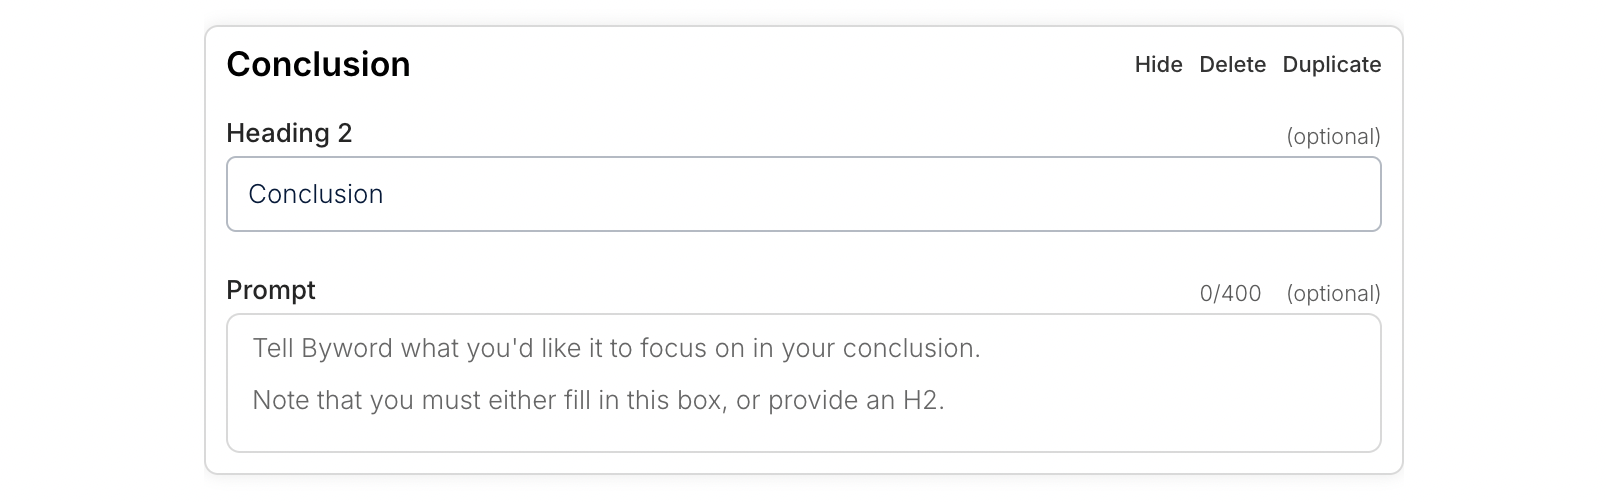 Conclusion Hide Delete Duplicate
Heading 2 (optional)
Conclusion
Prompt 0/400 (optional)
Tell Byword what you'd like it to focus on in your conclusion.
Note that you must either fill in this box, or provide an H2.